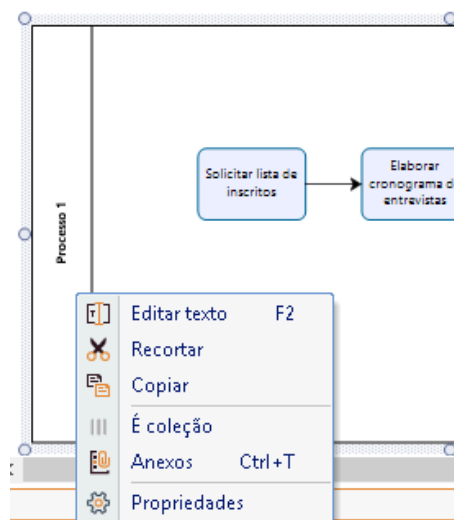 Solicitar lista de
inscritos
Elaborar
cronograma d
entrevistas
Processo 1
Editar texto F2
Recortar
Copiar
É coleção
Anexos Ctrl+T
Propriedades